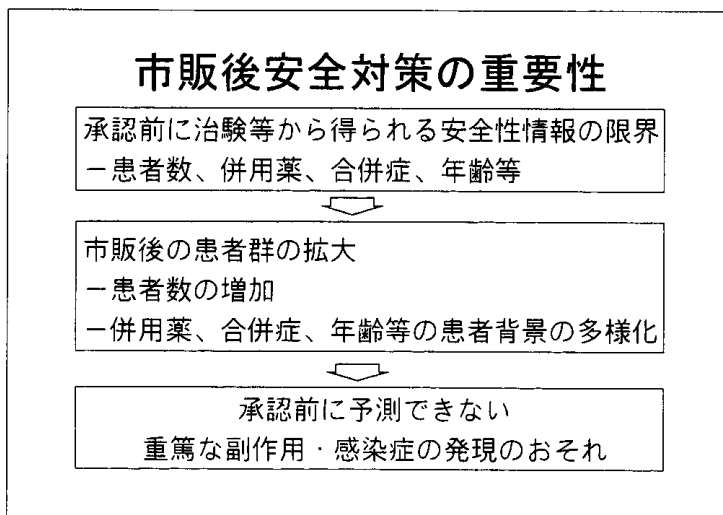 市販後安全対策の重要性
承認前に治験等から得られる安全性情報の限界
－患者数、併用薬、合併症、年齢等
市販後の患者群の拡大
－患者数の増加
－併用薬、合併症、年齢等の患者背景の多様化
承認前に予測できない
重篤な副作用・感染症の発現のおそれ